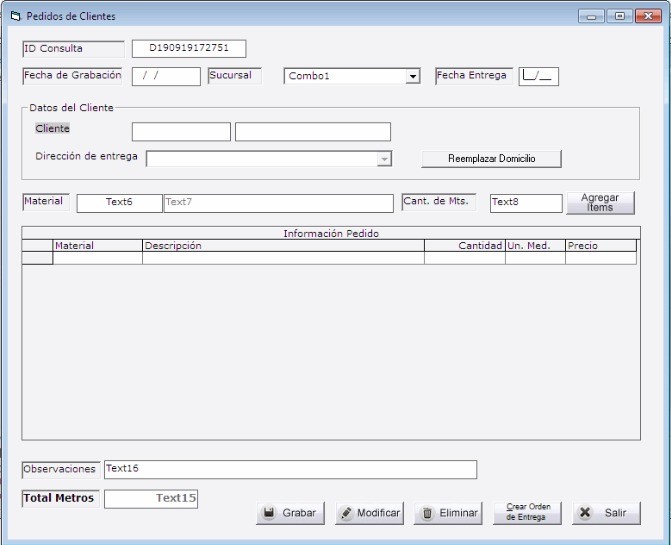 Pedidos de Clientes
ID Consulta D190919172751
Fecha de Grabación / / Sucursal Combo1 Fecha Entrega __/__
Datos del Cliente
Cliente
Dirección de entrega Reemplazar Domicilio
Material Text6 Text7 Cant. de Mts. Text8 Agregar Items
Información Pedido
Material Descripción Cantidad Un. Med. Precio
Observaciones Text16
Total Metros Text15
Grabar Modificar Eliminar Crear Orden de Entrega Salir